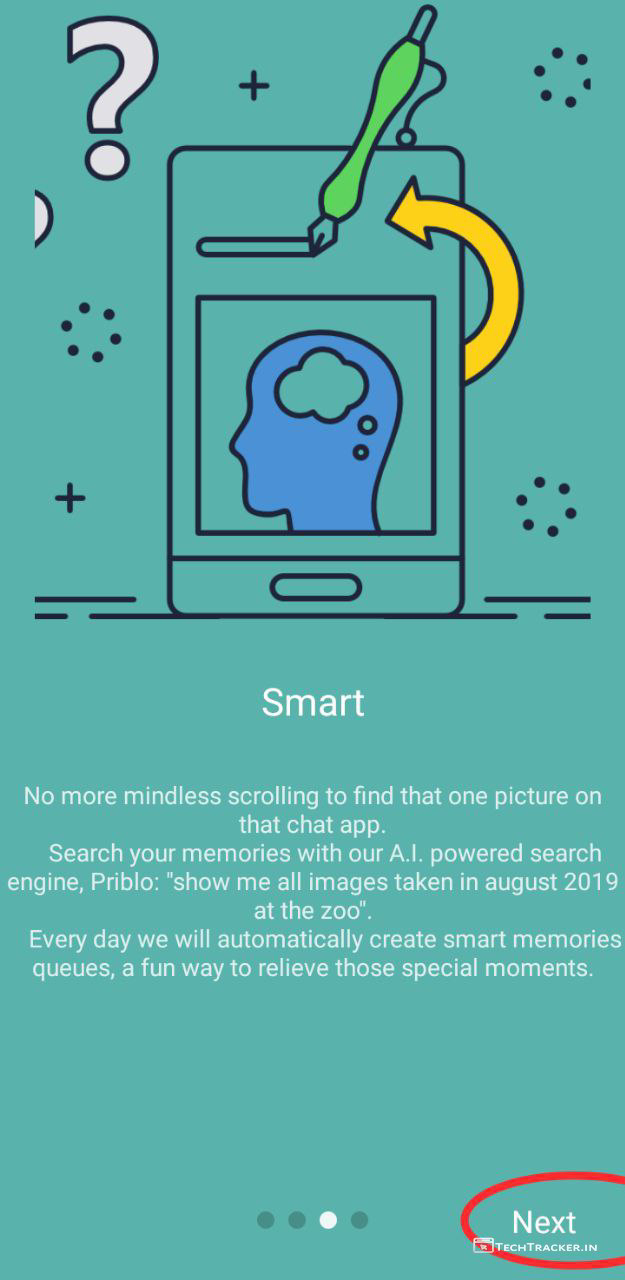 ?
Smart
No more mindless scrolling to find that one picture on
that chat app.
Search your memories with our A.I. powered search
engine, Priblo: "show me all images taken in august 2019
at the zoo".
Every day we will automatically create smart memories
queues, a fun way to relieve those special moments.
Next
TECHTRACKER.IN